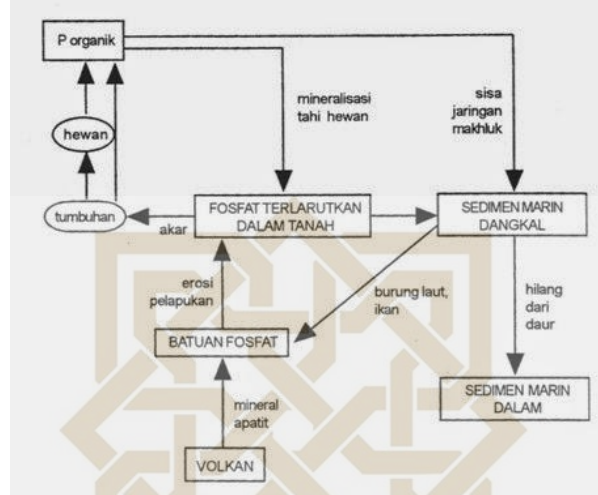 P organik
mineralisasi
tahi hewan
sisa
jaringan
makhluk
hewan
tumbuhan
akar
FOSFAT TERLARUTKAN
DALAM TANAH
SEDIMEN MARIN
DANGKAL
erosi
pelapukan
burung laut,
ikan
hilang
dari
daur
BATUAN FOSFAT
SEDIMEN MARIN
DALAM
mineral
apatit
VOLKAN